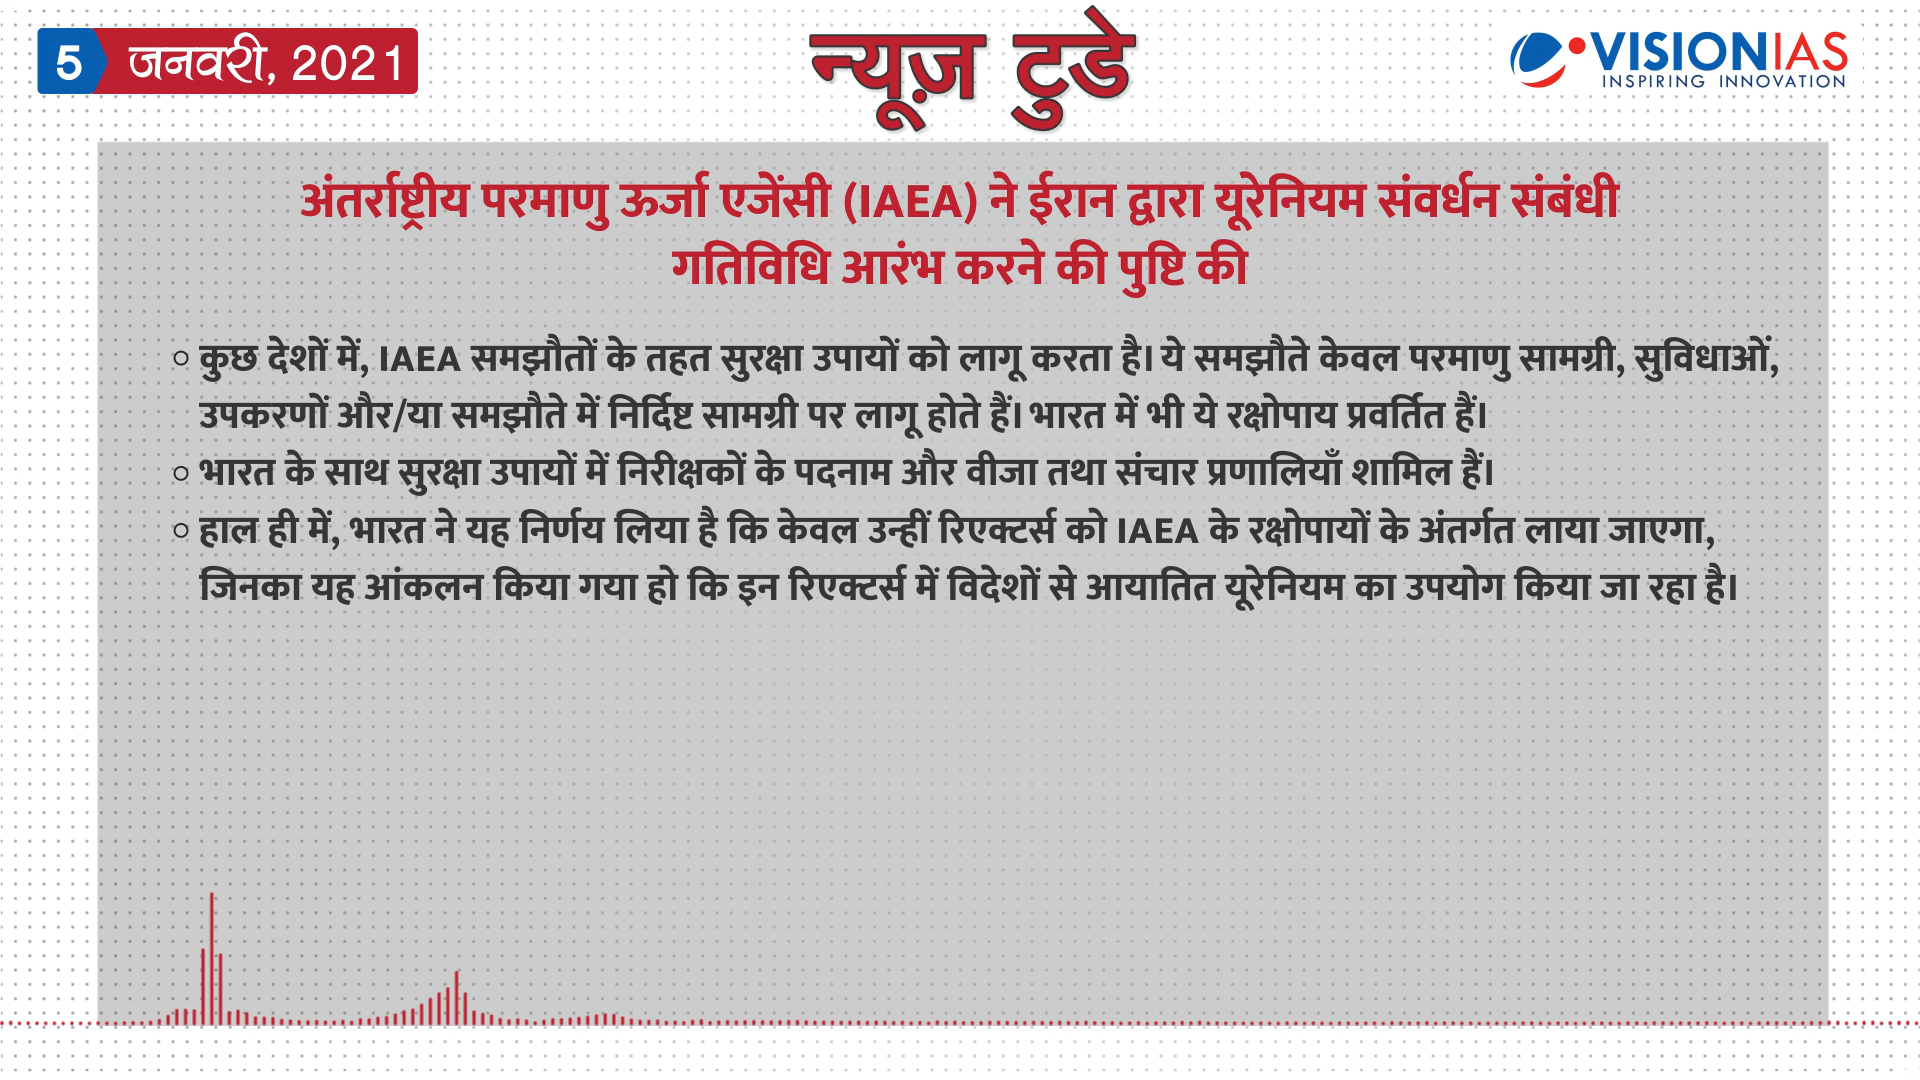 5 जनवरी, 2021
न्यूज़ टुडे
VISIONIAS
INSPIRING INNOVATION
अंतर्राष्ट्रीय परमाणु ऊर्जा एजेंसी (IAEA) ने ईरान द्वारा यूरेनियम संवर्धन संबंधी
गतिविधि आरंभ करने की पुष्टि की
○ कुछ देशों में, IAEA समझौतों के तहत सुरक्षा उपायों को लागू करता है। ये समझौते केवल परमाणु सामग्री, सुविधाओं,
उपकरणों और/या समझौते में निर्दिष्ट सामग्री पर लागू होते हैं। भारत में भी ये रक्षोपाय प्रवर्तित हैं।
○ भारत के साथ सुरक्षा उपायों में निरीक्षकों के पदनाम और वीजा तथा संचार प्रणालियाँ शामिल हैं।
○ हाल ही में, भारत ने यह निर्णय लिया है कि केवल उन्हीं रिएक्टर्स को IAEA के रक्षोपायों के अंतर्गत लाया जाएगा,
जिनका यह आंकलन किया गया हो कि इन रिएक्टर्स में विदेशों से आयातित यूरेनियम का उपयोग किया जा रहा है।